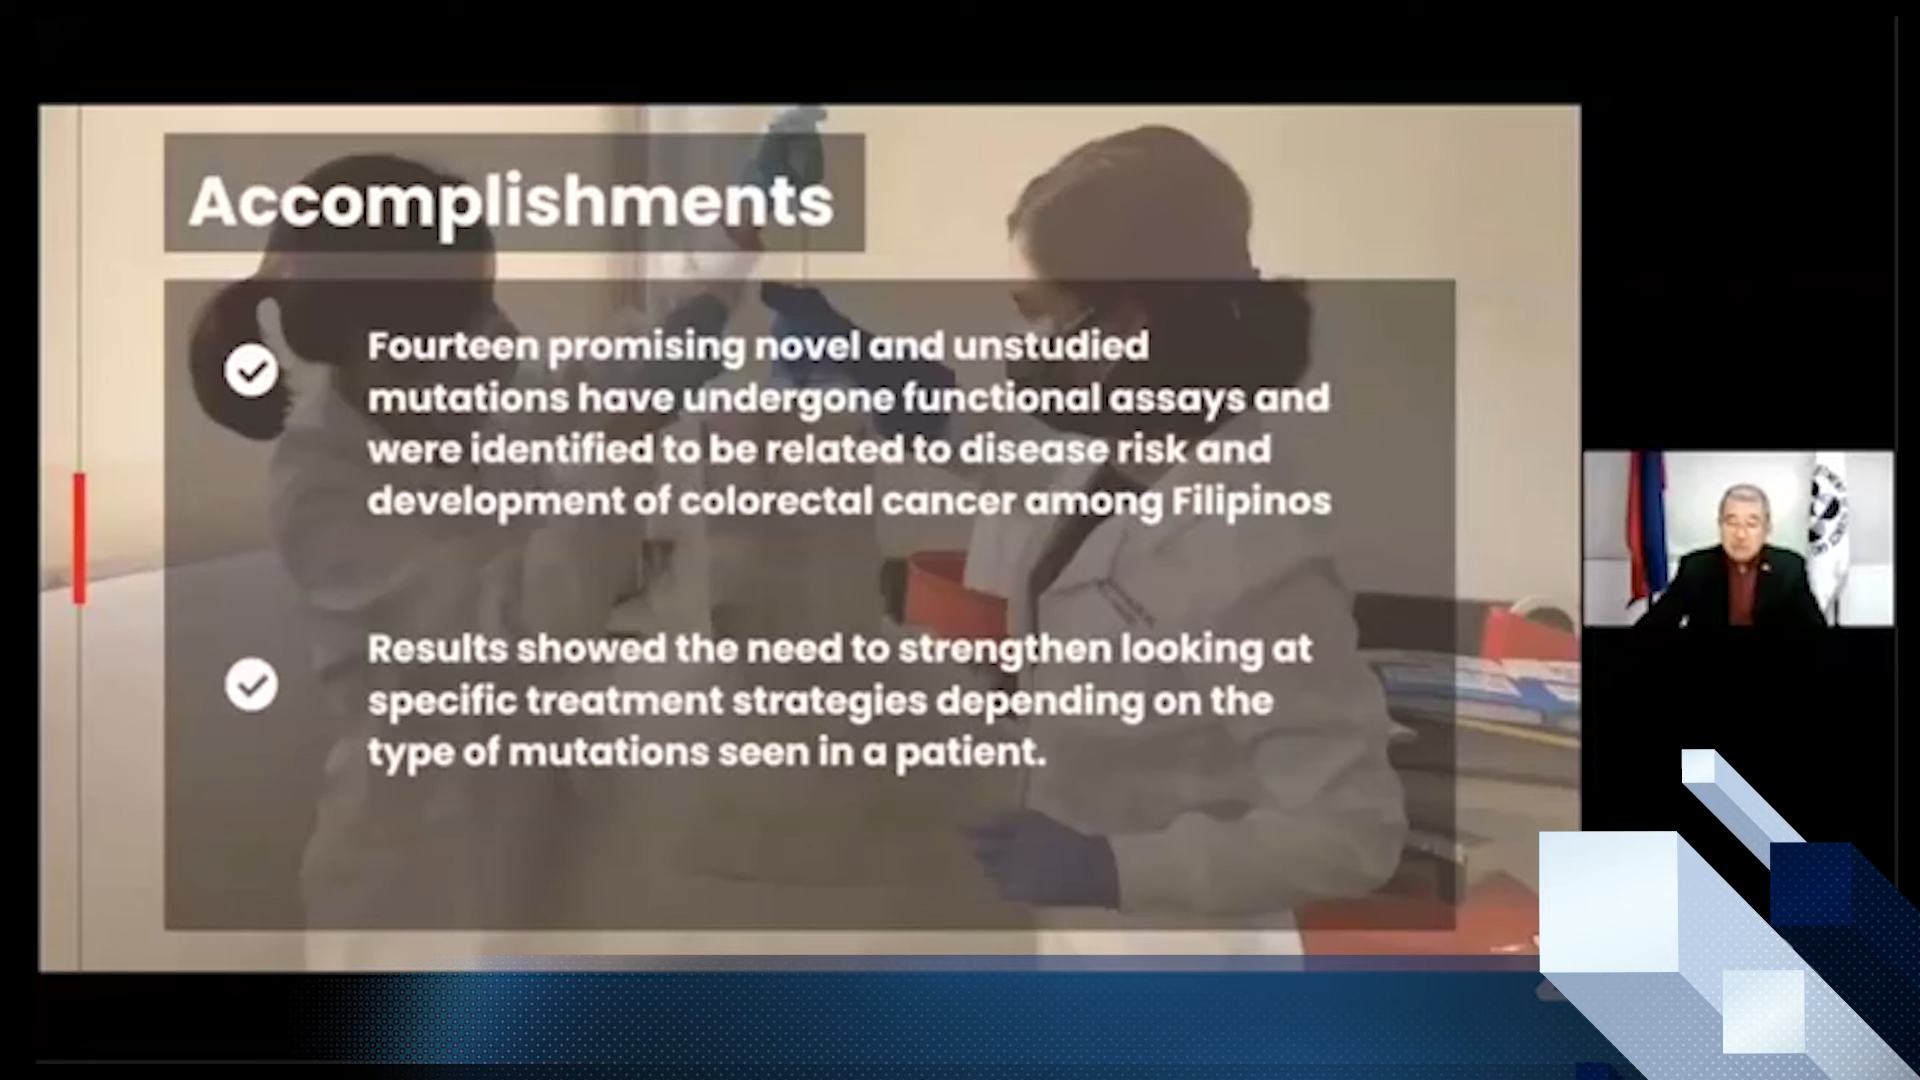 Accomplishments
Fourteen promising novel and unstudied
mutations have undergone functional assays and
were identified to be related to disease risk and
development of colorectal cancer among Filipinos
Results showed the need to strengthen looking at
specific treatment strategies depending on the
type of mutations seen in a patient.